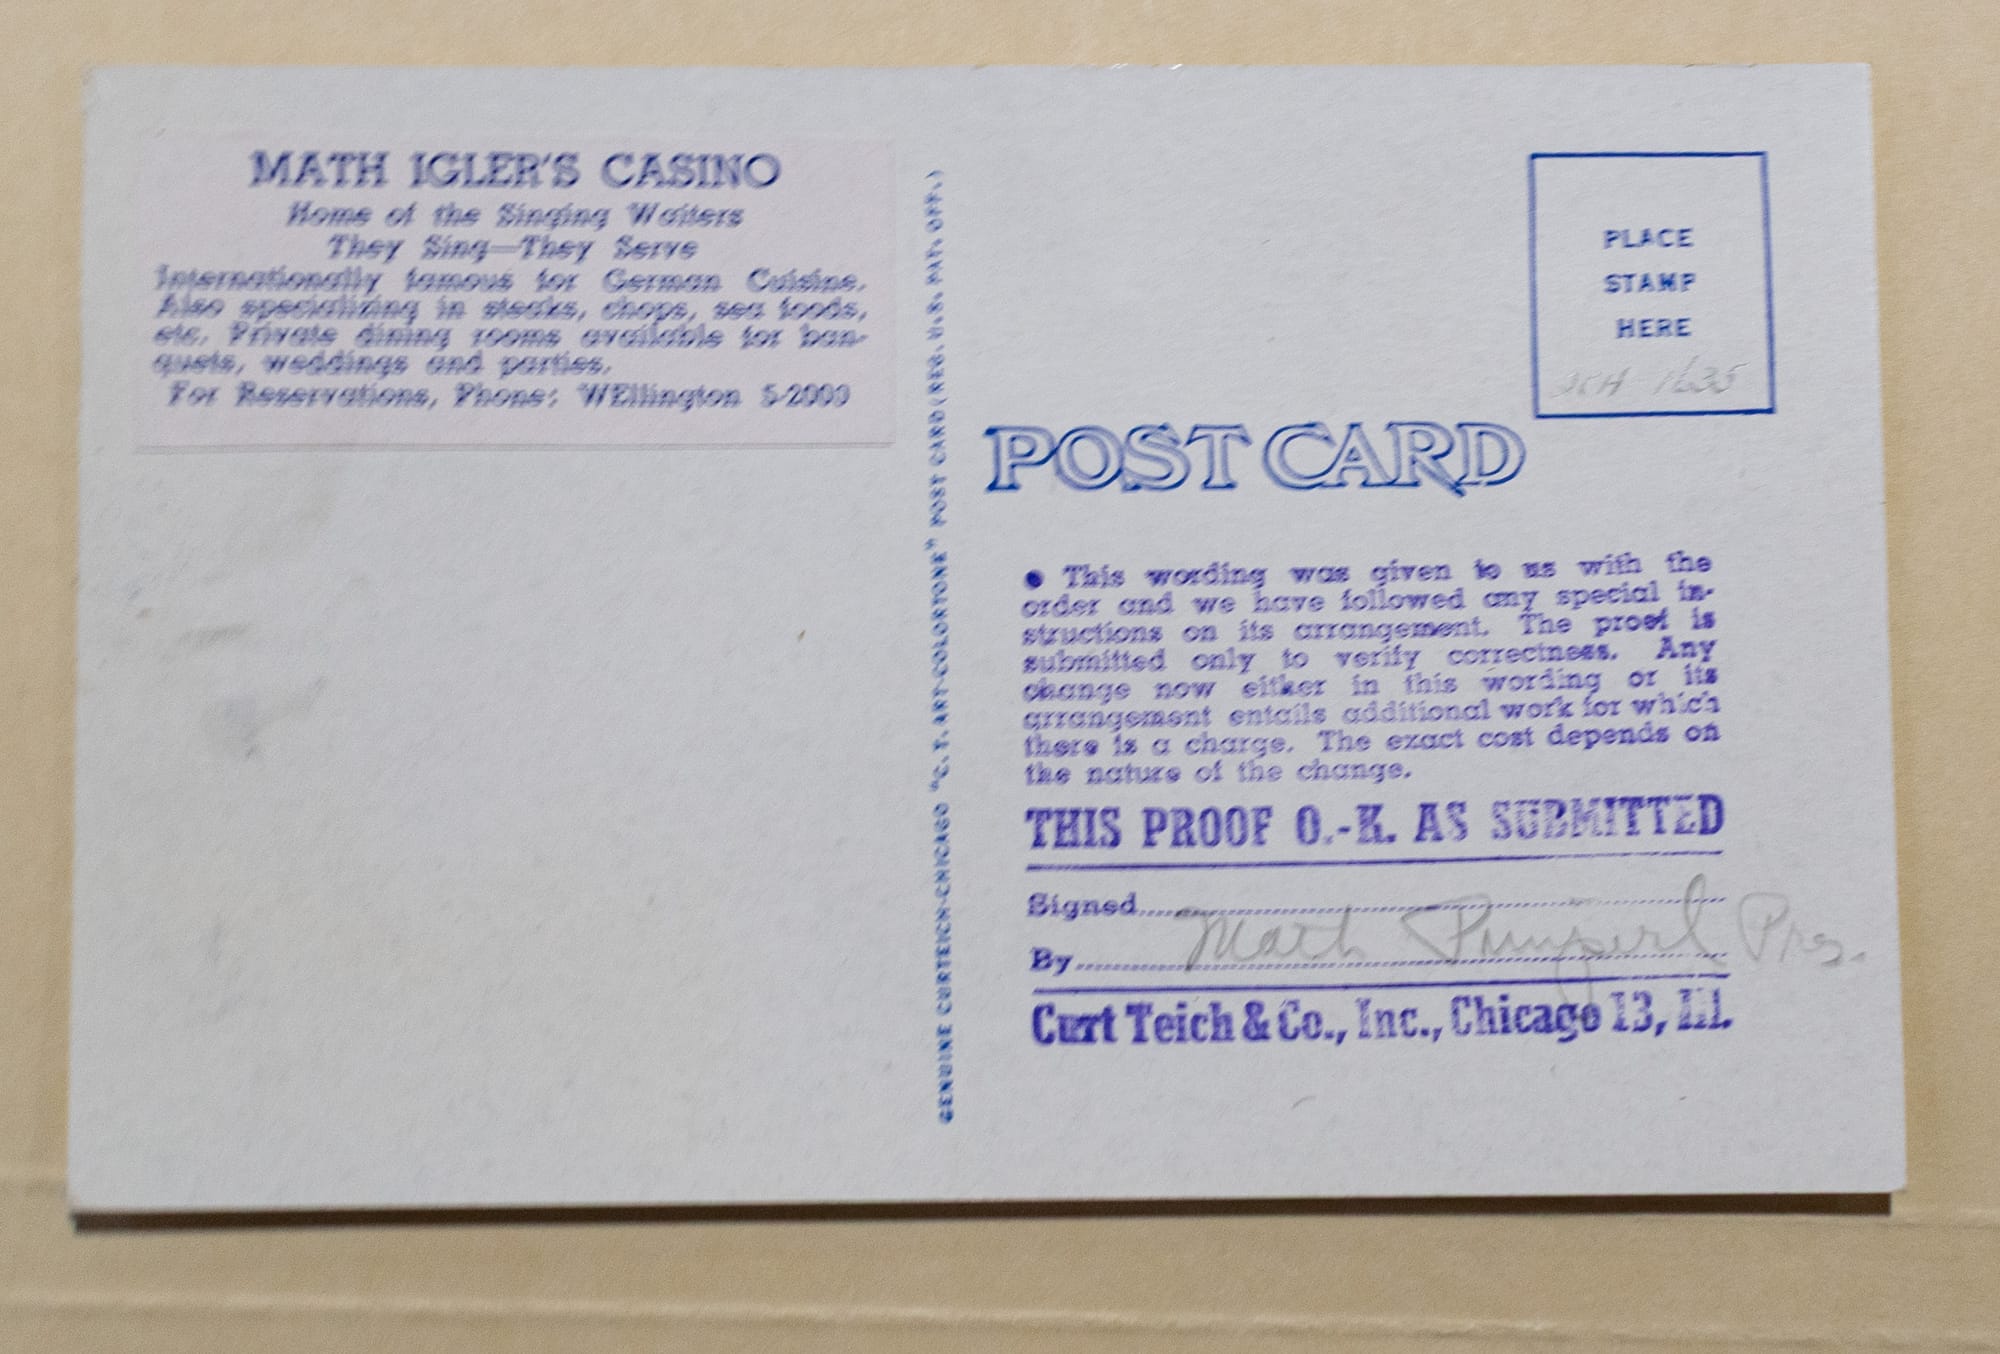 MATH IGLER'S CASINO
Home of the Singing Waiters
They Sing—They Serve
Internationally famous for German Cuisine.
Also specializing in steaks, chops, sea foods,
etc. Private dining rooms available for ban-
quets, weddings and parties.
For Reservations, Phone: WEllington 5-2000
GENUINE CURTEICH-CHICAGO "C. T. ART-COLORTONE" POST CARD (REG. U.S. PAT. OFF.)
PLACE
STAMP
HERE
1635
POST CARD
● This wording was given to us with the
order and we have followed any special in-
structions on its arrangement. The proof is
submitted only to verify correctness. Any
change now either in this wording or its
arrangement entails additional work for which
there is a charge. The exact cost depends on
the nature of the change.
THIS PROOF O.-K. AS SUBMITTED
Signed
By Math Pres.
Curt Teich & Co., Inc., Chicago 13, Ill.